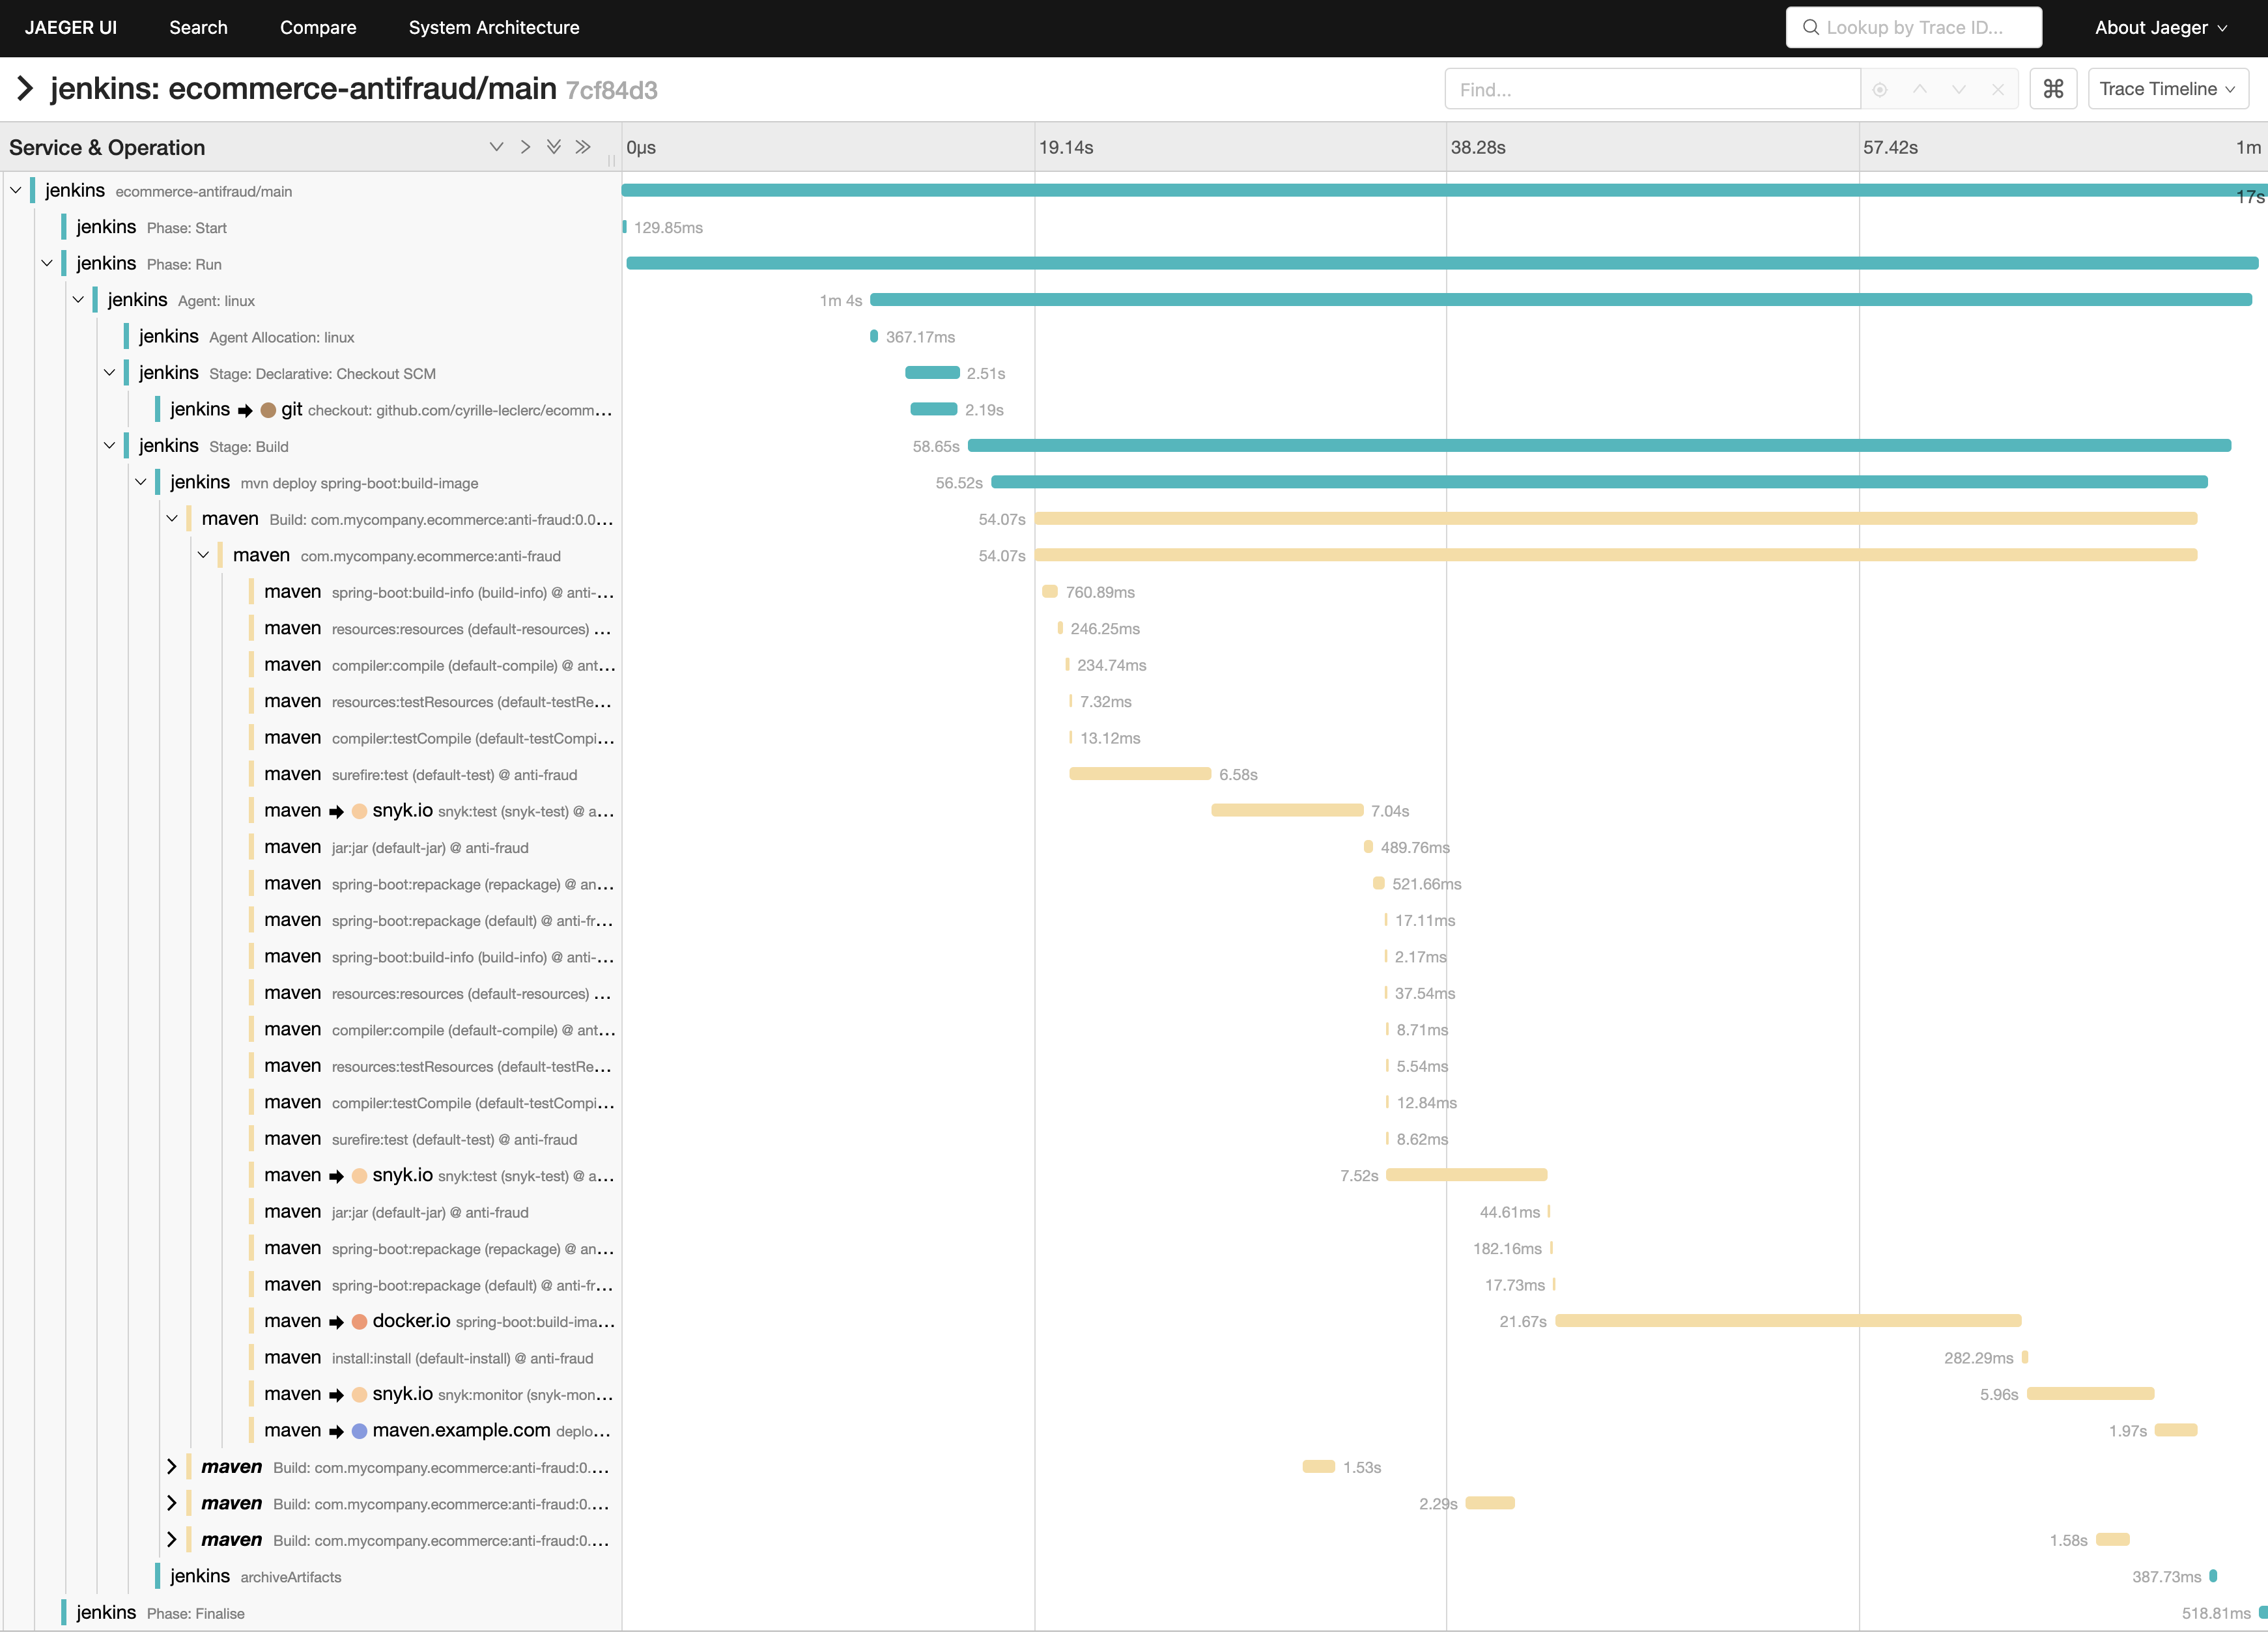 JAEGER UI Search Compare System Architecture Lookup by Trace ID... About Jaeger
jenkins: ecommerce-antifraud/main 7cf84d3 Find... Trace Timeline
Service & Operation 0μs 19.14s 38.28s 57.42s 1m 17s
jenkins ecommerce-antifraud/main
jenkins Phase: Start 129.85ms
jenkins Phase: Run
jenkins Agent: linux 1m 4s
jenkins Agent Allocation: linux 367.17ms
jenkins Stage: Declarative: Checkout SCM 2.51s
jenkins git checkout: github.com/cyrille-leclerc/ecomm... 2.19s
jenkins Stage: Build 58.65s
jenkins mvn deploy spring-boot:build-image 56.52s
maven Build: com.mycompany.ecommerce:anti-fraud:0.0... 54.07s
maven com.mycompany.ecommerce:anti-fraud 54.07s
maven spring-boot:build-info (build-info) @ anti-... 760.89ms
maven resources:resources (default-resources) ... 246.25ms
maven compiler:compile (default-compile) @ ant... 234.74ms
maven resources:testResources (default-testRe... 7.32ms
maven compiler:testCompile (default-testCompi... 13.12ms
maven surefire:test (default-test) @ anti-fraud 6.58s
maven snyk.io snyk:test (snyk-test) @ a... 7.04s
maven jar:jar (default-jar) @ anti-fraud 489.76ms
maven spring-boot:repackage (repackage) @ an... 521.66ms
maven spring-boot:repackage (default) @ anti-fr... 17.11ms
maven spring-boot:build-info (build-info) @ anti-... 2.17ms
maven resources:resources (default-resources) ... 37.54ms
maven compiler:compile (default-compile) @ ant... 8.71ms
maven resources:testResources (default-testRe... 5.54ms
maven compiler:testCompile (default-testCompi... 12.84ms
maven surefire:test (default-test) @ anti-fraud 8.62ms
maven snyk.io snyk:test (snyk-test) @ a... 7.52s
maven jar:jar (default-jar) @ anti-fraud 44.61ms
maven spring-boot:repackage (repackage) @ an... 182.16ms
maven spring-boot:repackage (default) @ anti-fr... 17.73ms
maven docker.io spring-boot:build-ima... 21.67s
maven install:install (default-install) @ anti-fraud 282.29ms
maven snyk.io snyk:monitor (snyk-mon... 5.96s
maven maven.example.com deplo... 1.97s
maven Build: com.mycompany.ecommerce:anti-fraud:0.... 1.53s
maven Build: com.mycompany.ecommerce:anti-fraud:0.... 2.29s
maven Build: com.mycompany.ecommerce:anti-fraud:0.... 1.58s
jenkins archiveArtifacts 387.73ms
jenkins Phase: Finalise 518.81ms